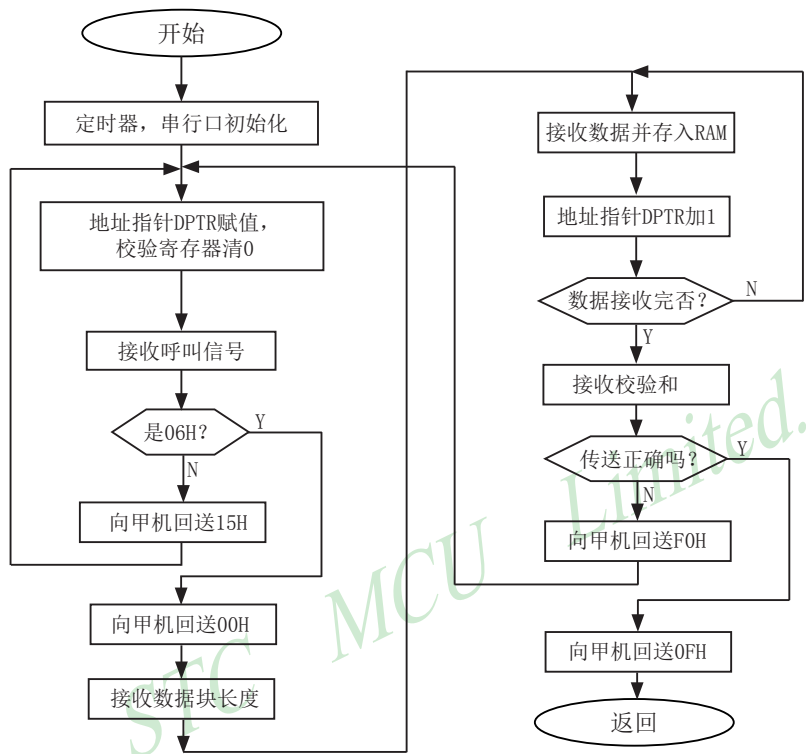 开始
定时器，串行口初始化
地址指针DPTR赋值，
校验寄存器清0
接收呼叫信号
是06H？
Y
N
向甲机回送15H
向甲机回送00H
接收数据块长度
接收数据并存入RAM
地址指针DPTR加1
数据接收完否？
N
Y
接收校验和
传送正确吗？
Y
N
向甲机回送F0H
向甲机回送0FH
返回
STC MCU Limited.